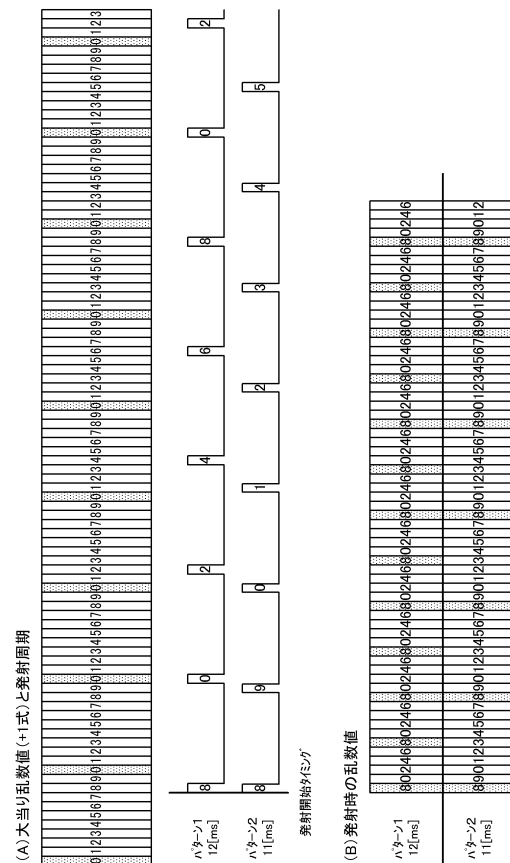 (A)大当り乱数値(+1式)と発射周期
0123456789012345678901234567890123456789012345678901234567890123456789012345678901234567890123
パターン1
12[ms]
8 0 2 4 6 8 0 2
パターン2
11[ms]
8 9 0 1 2 3 4 5
発射開始タイミング
(B)発射時の乱数値
パターン1
12[ms]
80246802468024680246802468024680246802468024680246802468024680246
パターン2
11[ms]
89012345678901234567890123456789012345678901234567890123456789012